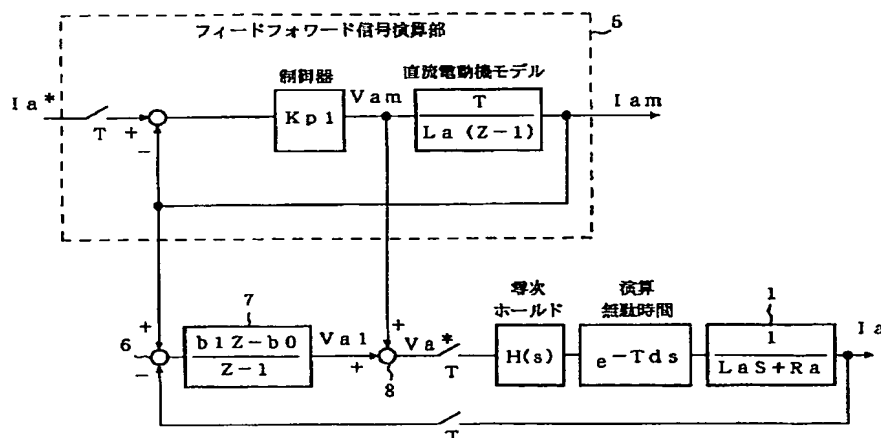 フィードフォワード信号演算部
5
制御器
直流電動機モデル
Ia*
T
+
−
Kp1
Vam
T
La (Z-1)
Iam
7
零次
ホールド
演算
無駄時間
1
6
+
−
b1Z-b0
Z-1
Va1
+
+
8
Va*
T
H(s)
e-Tds
1
LaS+Ra
Ia
T